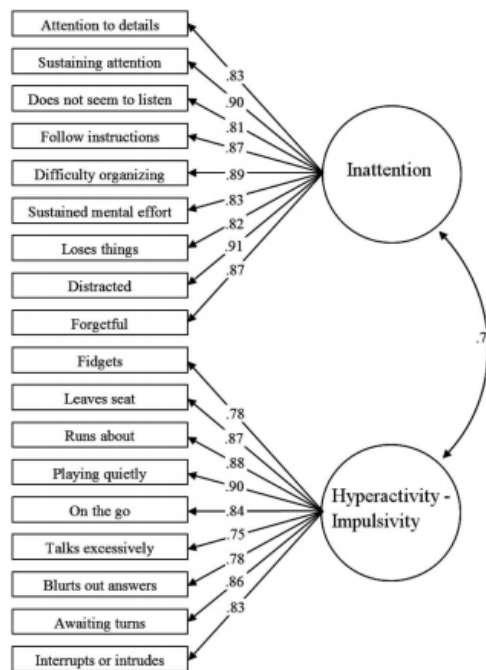 Attention to details
Sustaining attention
Does not seem to listen
Follow instructions
Difficulty organizing
Sustained mental effort
Loses things
Distracted
Forgetful
.83
.90
.81
.87
.89
.83
.82
.91
.87
Inattention
.7
Fidgets
Leaves seat
Runs about
Playing quietly
On the go
Talks excessively
Blurts out answers
Awaiting turns
Interrupts or intrudes
.78
.87
.88
.90
.84
.75
.78
.86
.83
Hyperactivity -
Impulsivity